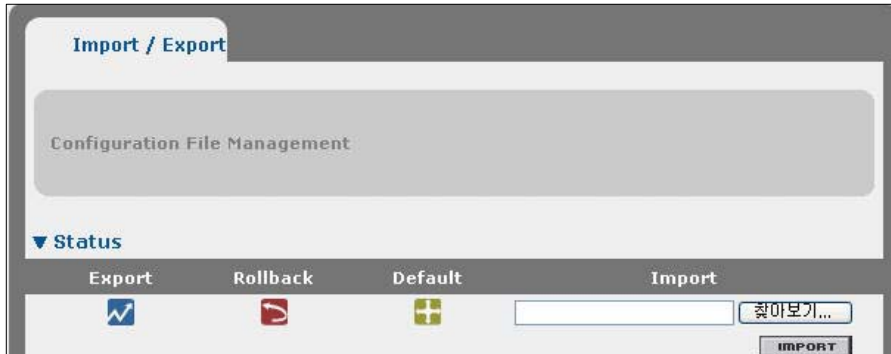 Import / Export
Configuration File Management
▼ Status
Export Rollback Default Import
찾아보기...
IMPORT